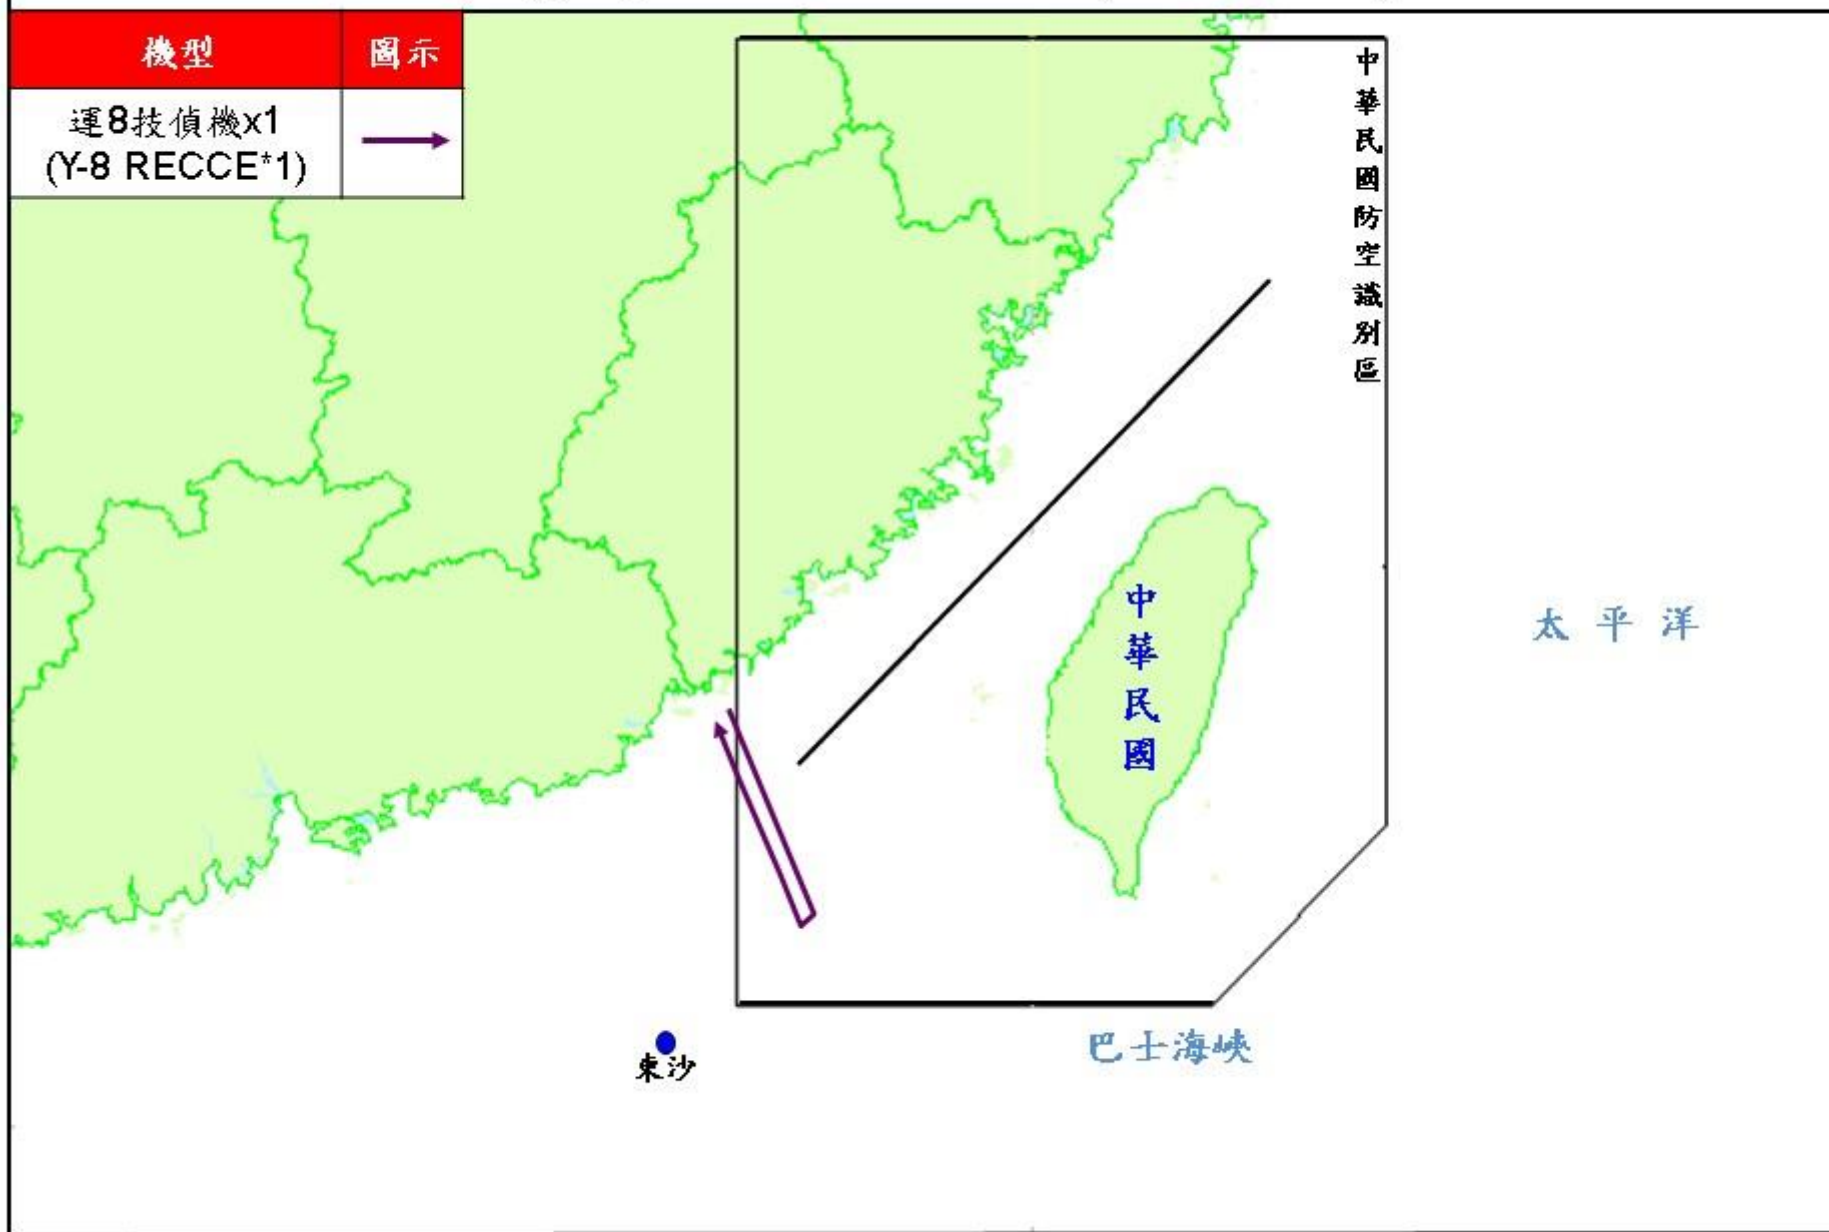 機型
圖示
運8技偵機x1
(Y-8 RECCE*1)
中華民國防空識別區
中華民國
太平洋
巴士海峽
東沙